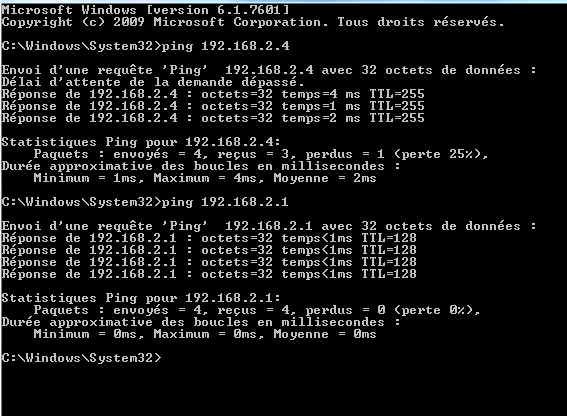 Microsoft Windows [version 6.1.7601]
Copyright (c) 2009 Microsoft Corporation. Tous droits réservés.
C:\Windows\System32>ping 192.168.2.4
Envoi d'une requête 'Ping'  192.168.2.4 avec 32 octets de données :
Délai d'attente de la demande dépassé.
Réponse de 192.168.2.4 : octets=32 temps=4 ms TTL=255
Réponse de 192.168.2.4 : octets=32 temps=1 ms TTL=255
Réponse de 192.168.2.4 : octets=32 temps=2 ms TTL=255
Statistiques Ping pour 192.168.2.4:
    Paquets : envoyés = 4, reçus = 3, perdus = 1 (perte 25%),
Durée approximative des boucles en millisecondes :
    Minimum = 1ms, Maximum = 4ms, Moyenne = 2ms
C:\Windows\System32>ping 192.168.2.1
Envoi d'une requête 'Ping'  192.168.2.1 avec 32 octets de données :
Réponse de 192.168.2.1 : octets=32 temps<1ms TTL=128
Réponse de 192.168.2.1 : octets=32 temps<1ms TTL=128
Réponse de 192.168.2.1 : octets=32 temps<1ms TTL=128
Réponse de 192.168.2.1 : octets=32 temps<1ms TTL=128
Statistiques Ping pour 192.168.2.1:
    Paquets : envoyés = 4, reçus = 4, perdus = 0 (perte 0%),
Durée approximative des boucles en millisecondes :
    Minimum = 0ms, Maximum = 0ms, Moyenne = 0ms
C:\Windows\System32>